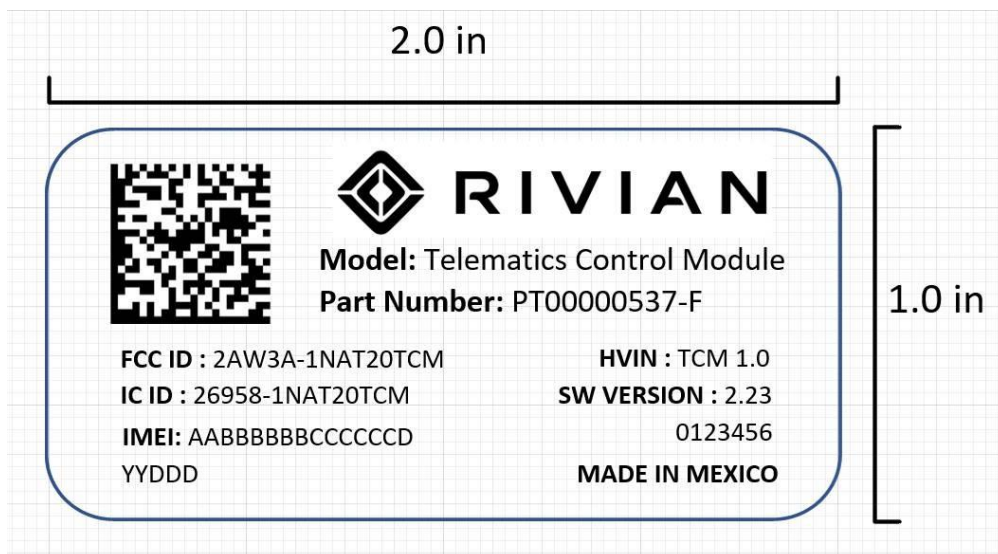 2.0 in
RIVIAN
Model: Telematics Control Module
Part Number: PT00000537-F
1.0 in
FCC ID : 2AW3A-1NAT20TCM
HVIN : TCM 1.0
IC ID : 26958-1NAT20TCM
SW VERSION : 2.23
IMEI: AABBBBBBCCCCCCD
0123456
YYDDD
MADE IN MEXICO